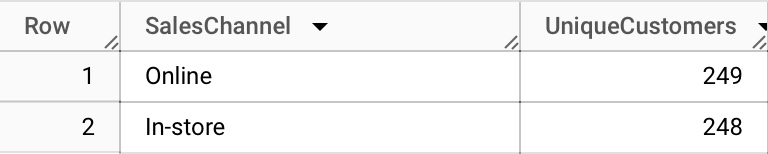 Row SalesChannel UniqueCustomers
1 Online 249
2 In-store 248